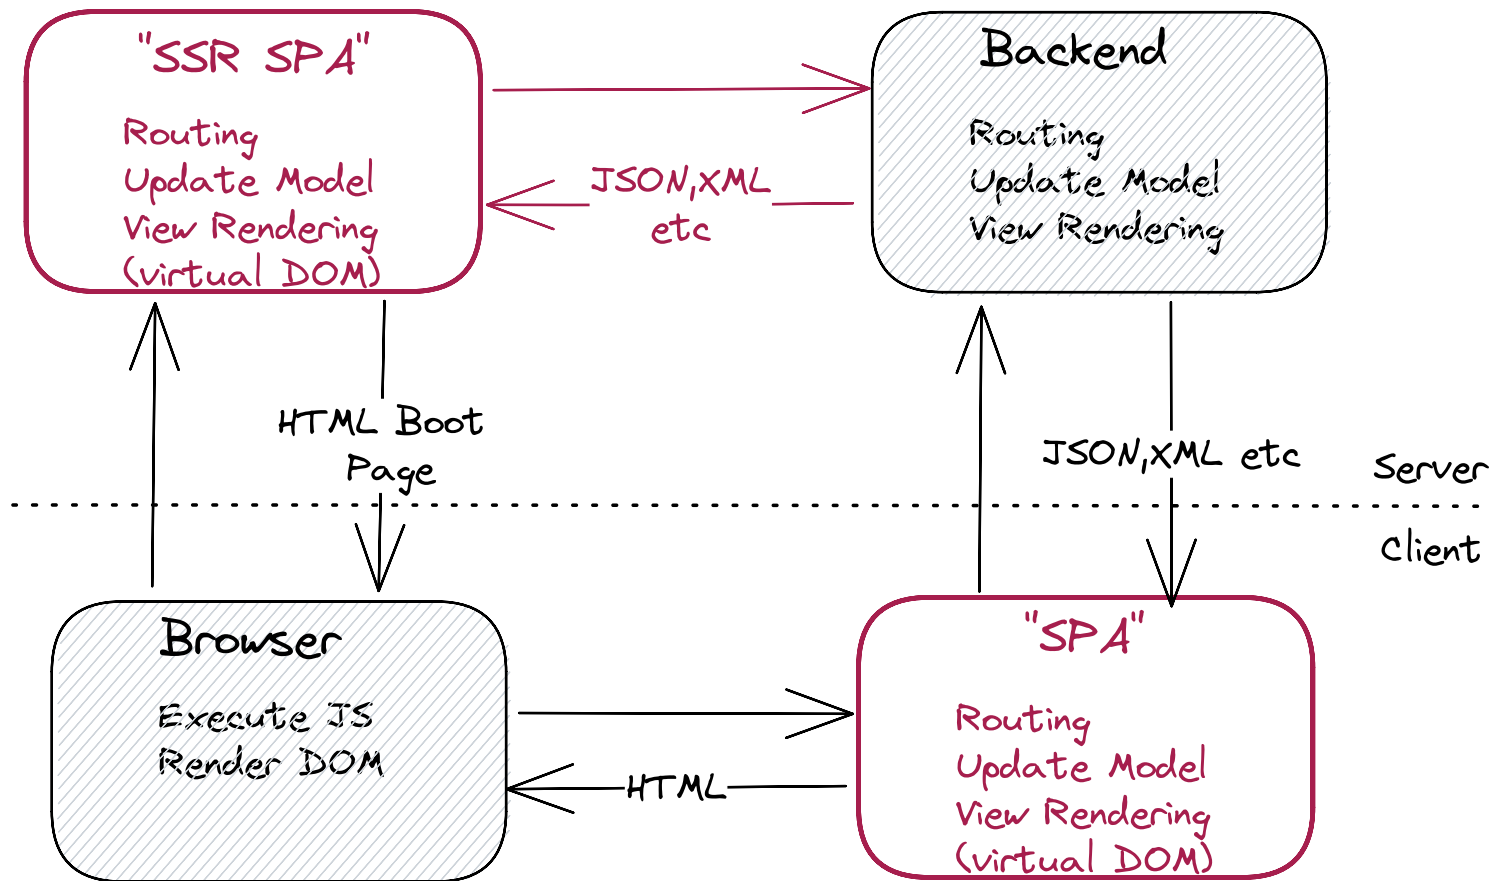 "SSR SPA"
Routing
Update Model
View Rendering
(virtual DOM)
JSON,XML
etc
Backend
Routing
Update Model
View Rendering
HTML Boot
Page
JSON,XML etc
Server
Client
Browser
Execute JS
Render DOM
HTML
"SPA"
Routing
Update Model
View Rendering
(virtual DOM)